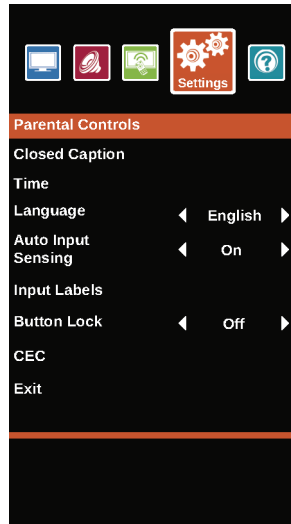 Settings
Parental Controls
Closed Caption
Time
Language English
Auto Input
Sensing On
Input Labels
Button Lock Off
CEC
Exit